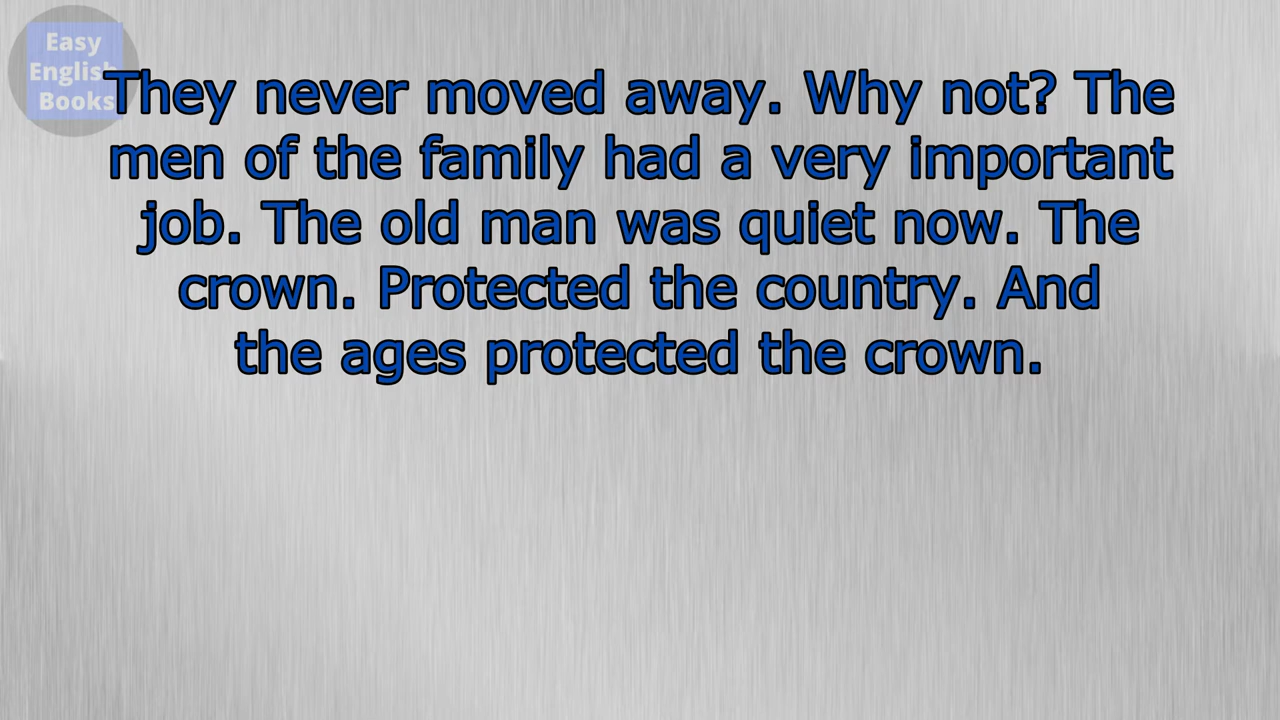 Easy
English
Books
They never moved away. Why not? The
men of the family had a very important
job. The old man was quiet now. The
crown. Protected the country. And
the ages protected the crown.